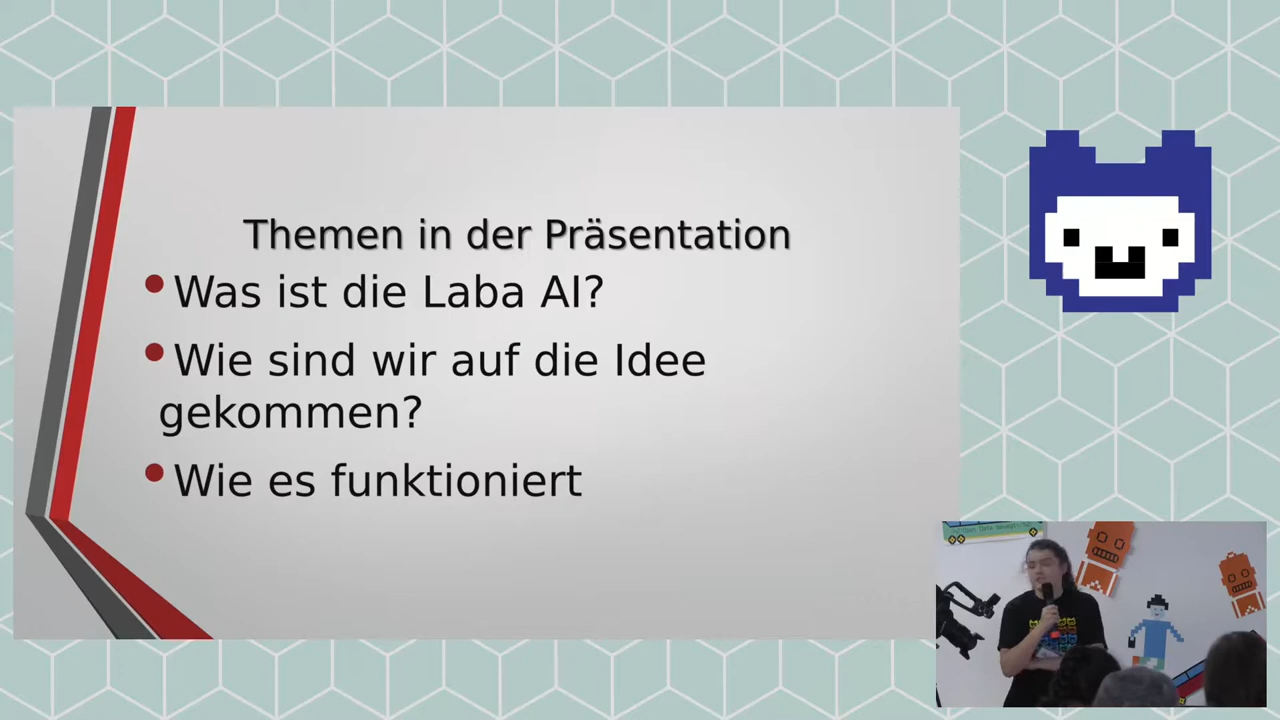 Themen in der Präsentation
Was ist die Laba AI?
Wie sind wir auf die Idee
gekommen?
Wie es funktioniert